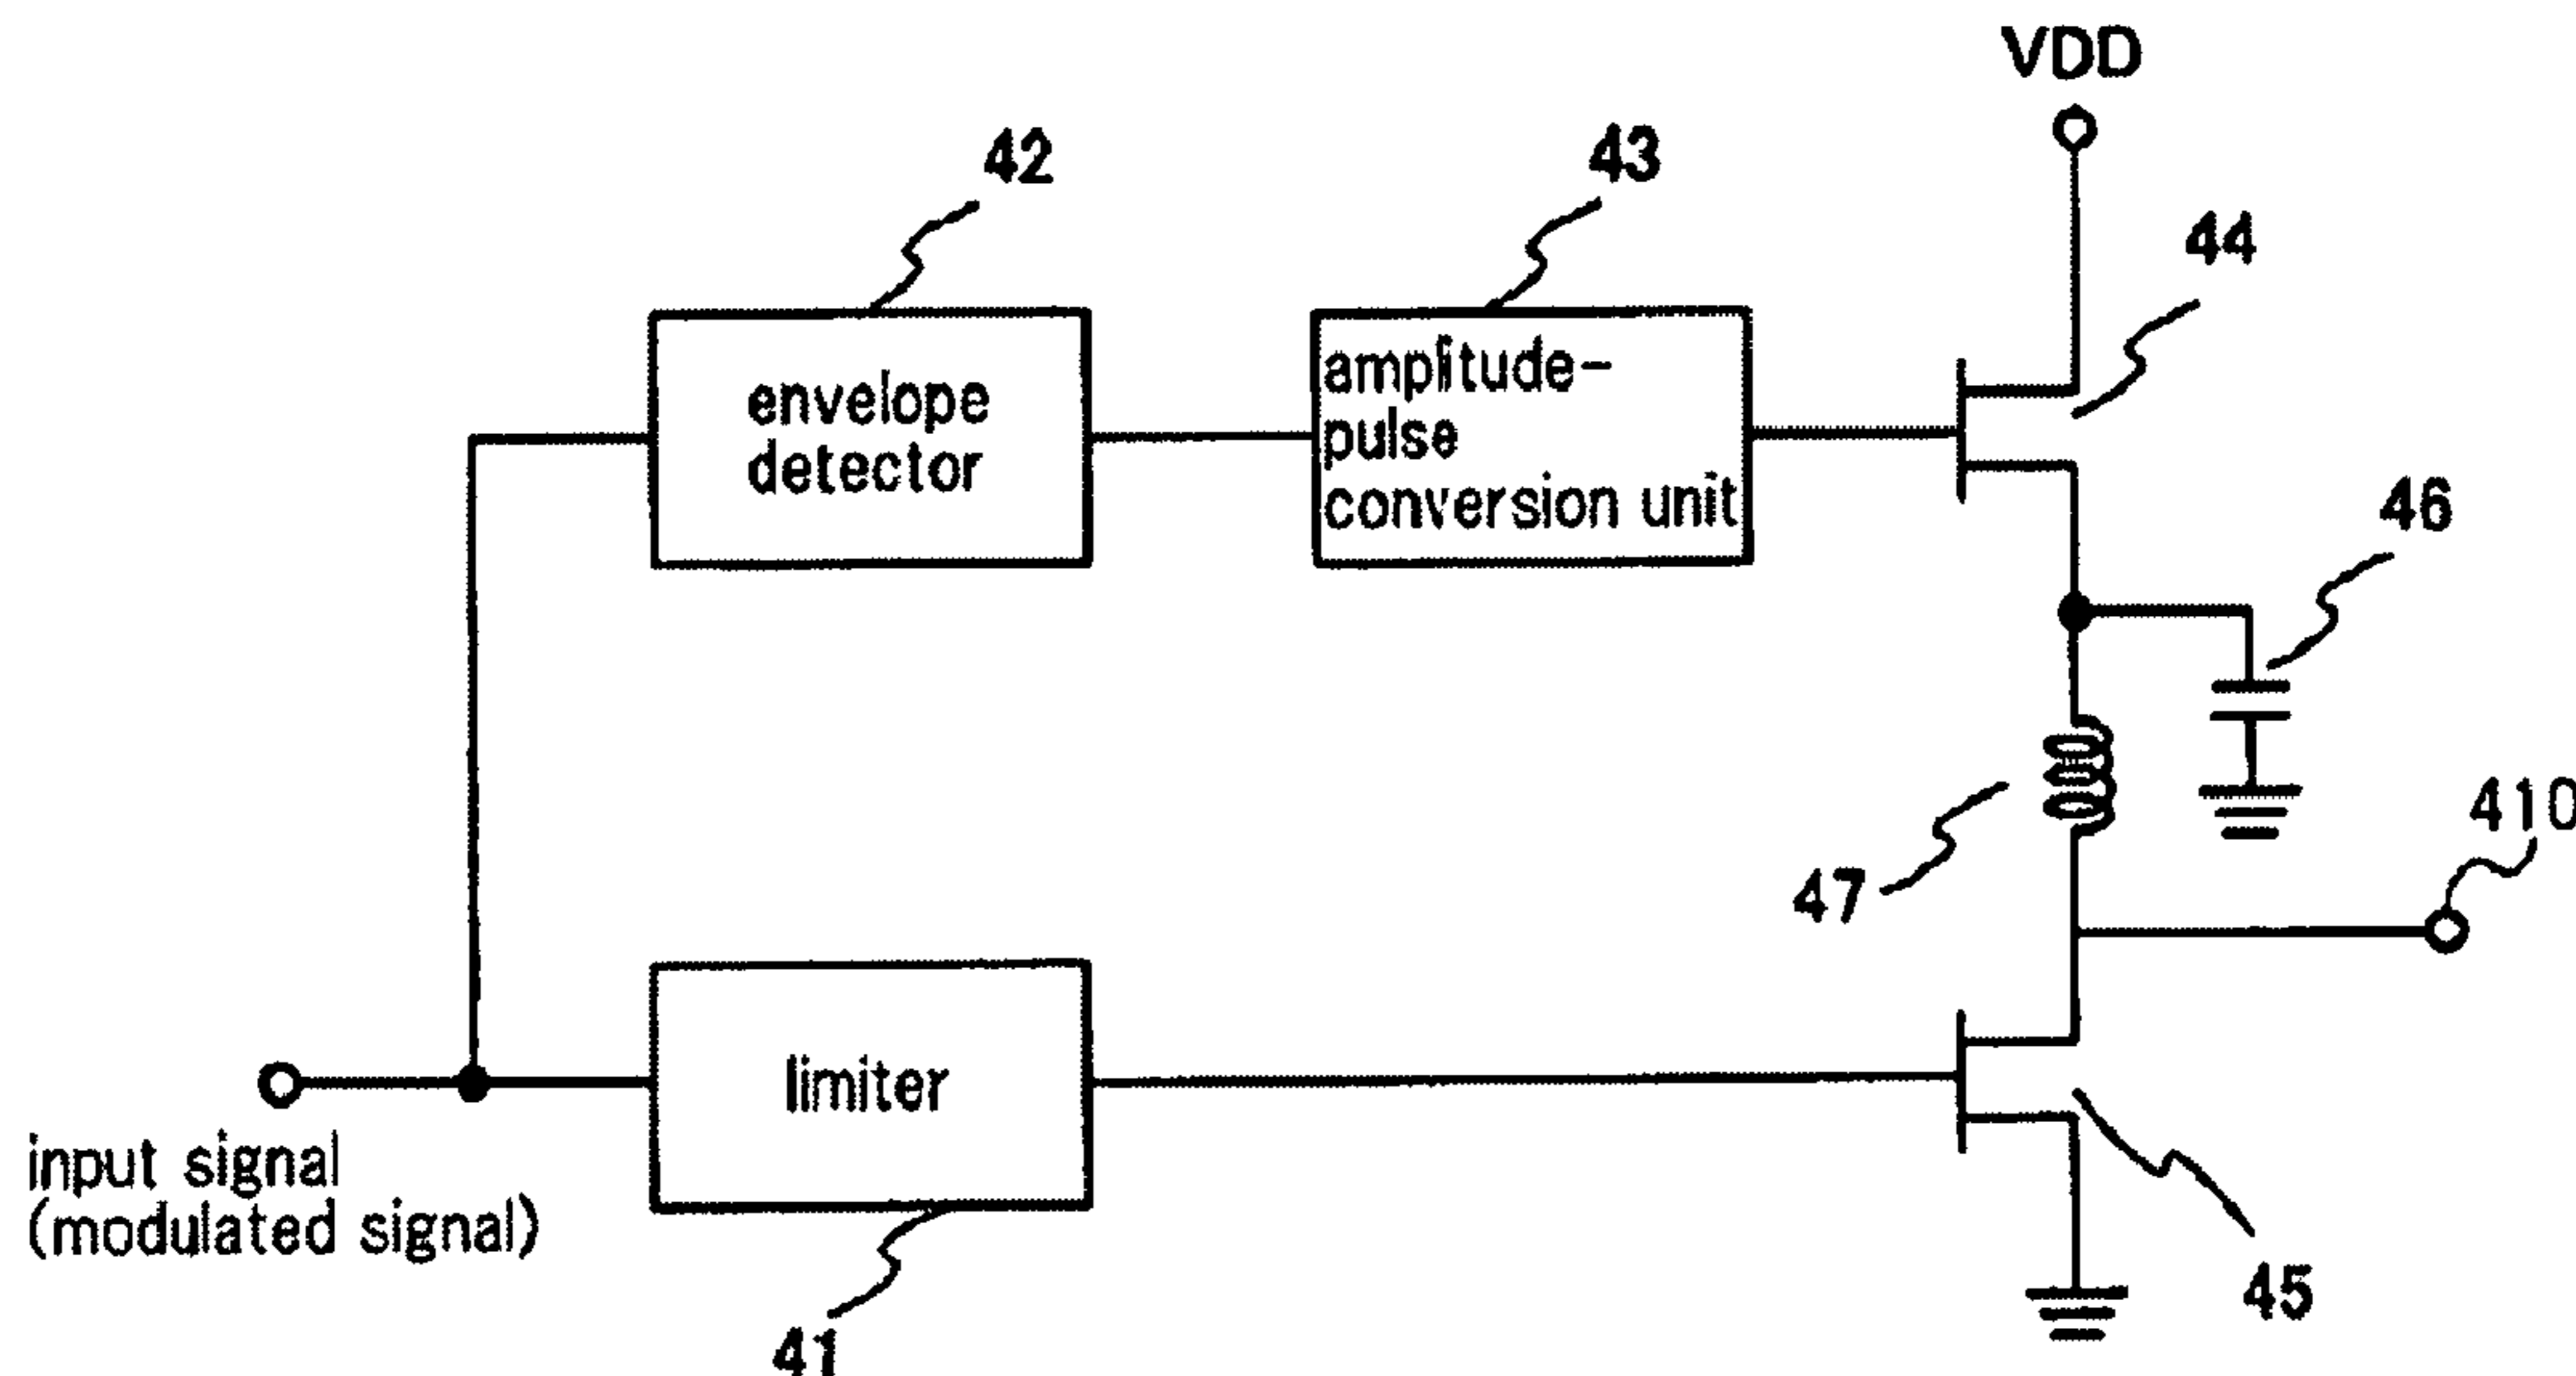 VDD
42
43
44
envelope
detector
amplitude-
pulse
conversion unit
46
47
410
limiter
input signal
(modulated signal)
41
45